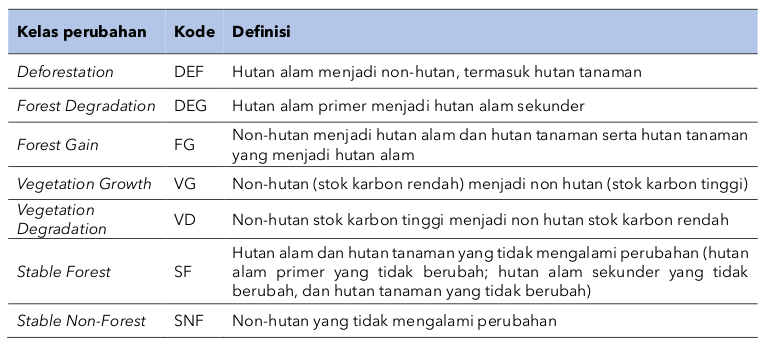 Kelas perubahan Kode Definisi
Deforestation DEF Hutan alam menjadi non-hutan, termasuk hutan tanaman
Forest Degradation DEG Hutan alam primer menjadi hutan alam sekunder
Forest Gain FG Non-hutan menjadi hutan alam dan hutan tanaman serta hutan tanaman
yang menjadi hutan alam
Vegetation Growth VG Non-hutan (stok karbon rendah) menjadi non hutan (stok karbon tinggi)
Vegetation
Degradation VD Non-hutan stok karbon tinggi menjadi non hutan stok karbon rendah
Stable Forest SF Hutan alam dan hutan tanaman yang tidak mengalami perubahan (hutan
alam primer yang tidak berubah; hutan alam sekunder yang tidak
berubah, dan hutan tanaman yang tidak berubah)
Stable Non-Forest SNF Non-hutan yang tidak mengalami perubahan